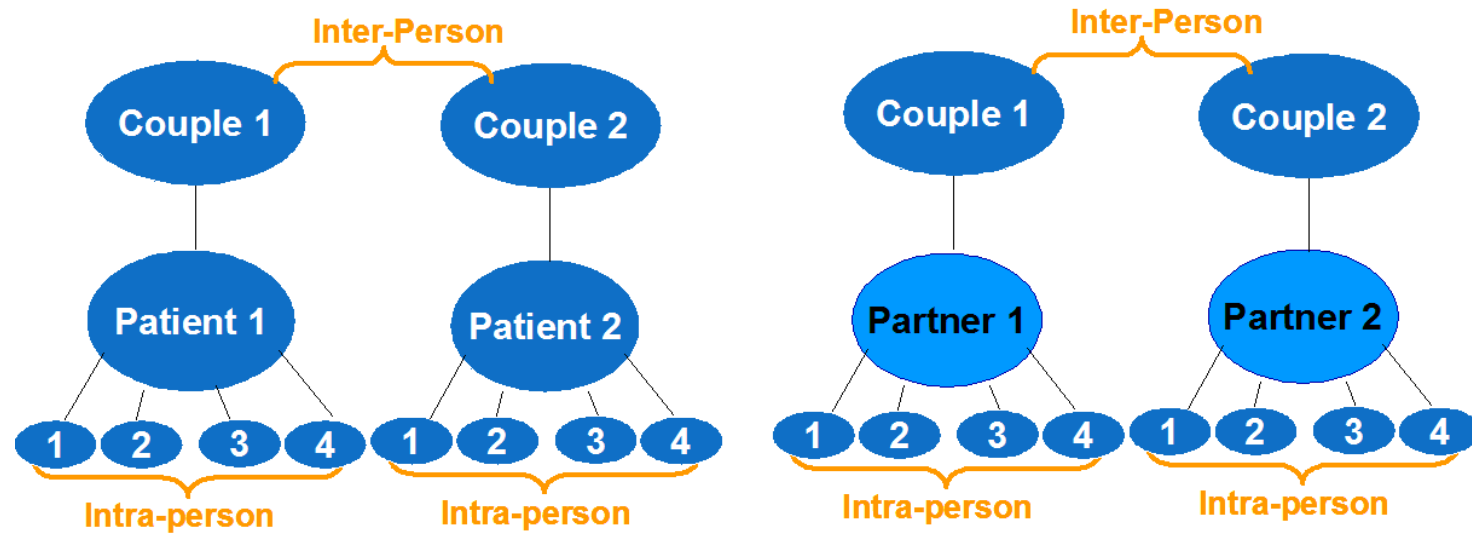 Inter-Person
Couple 1
Couple 2
Patient 1
Patient 2
1 2 3 4
1 2 3 4
Intra-person
Intra-person
Inter-Person
Couple 1
Couple 2
Partner 1
Partner 2
1 2 3 4
1 2 3 4
Intra-person
Intra-person